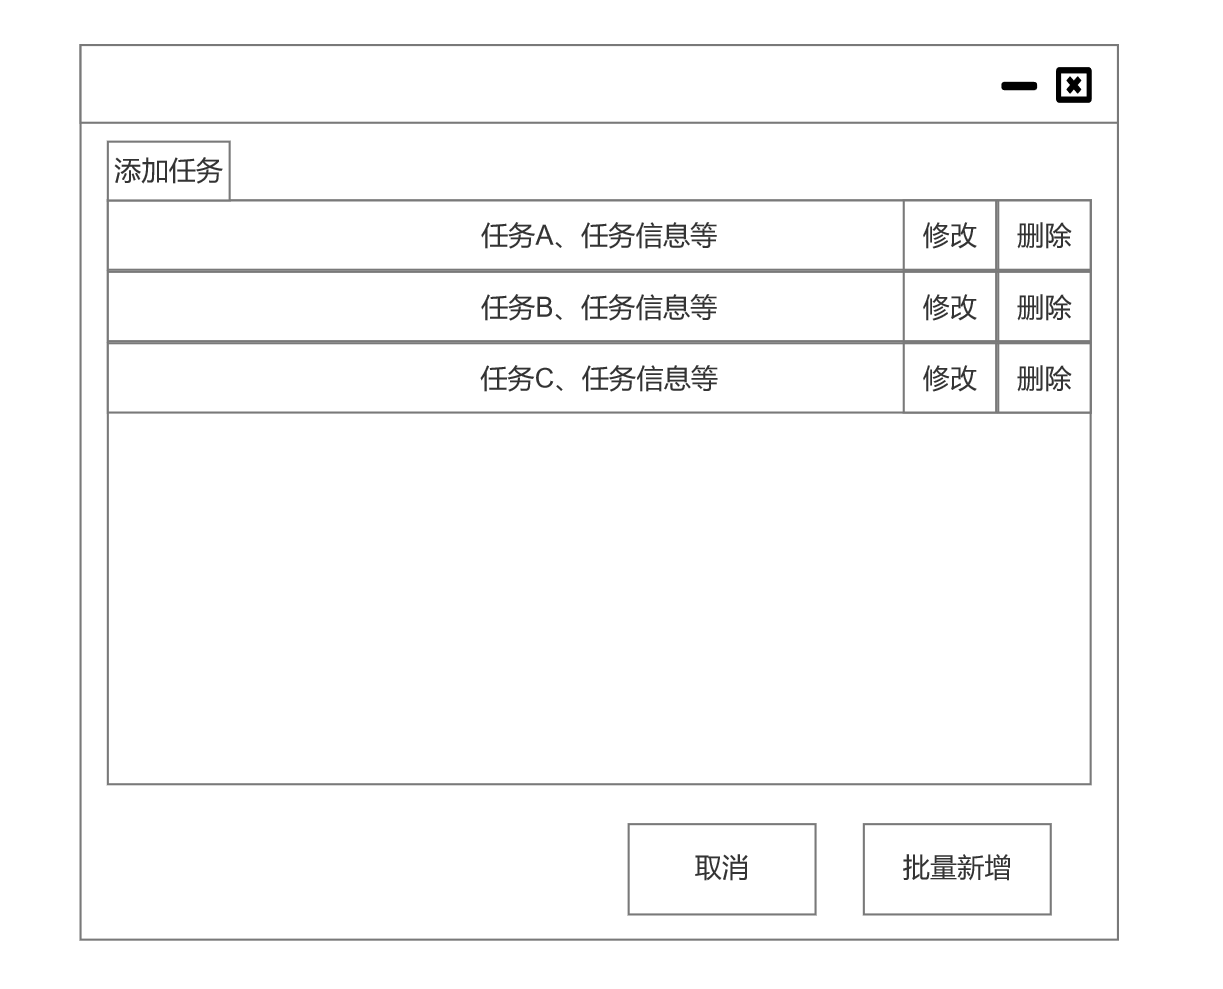 添加任务
任务A、任务信息等 修改 删除
任务B、任务信息等 修改 删除
任务C、任务信息等 修改 删除
取消 批量新增